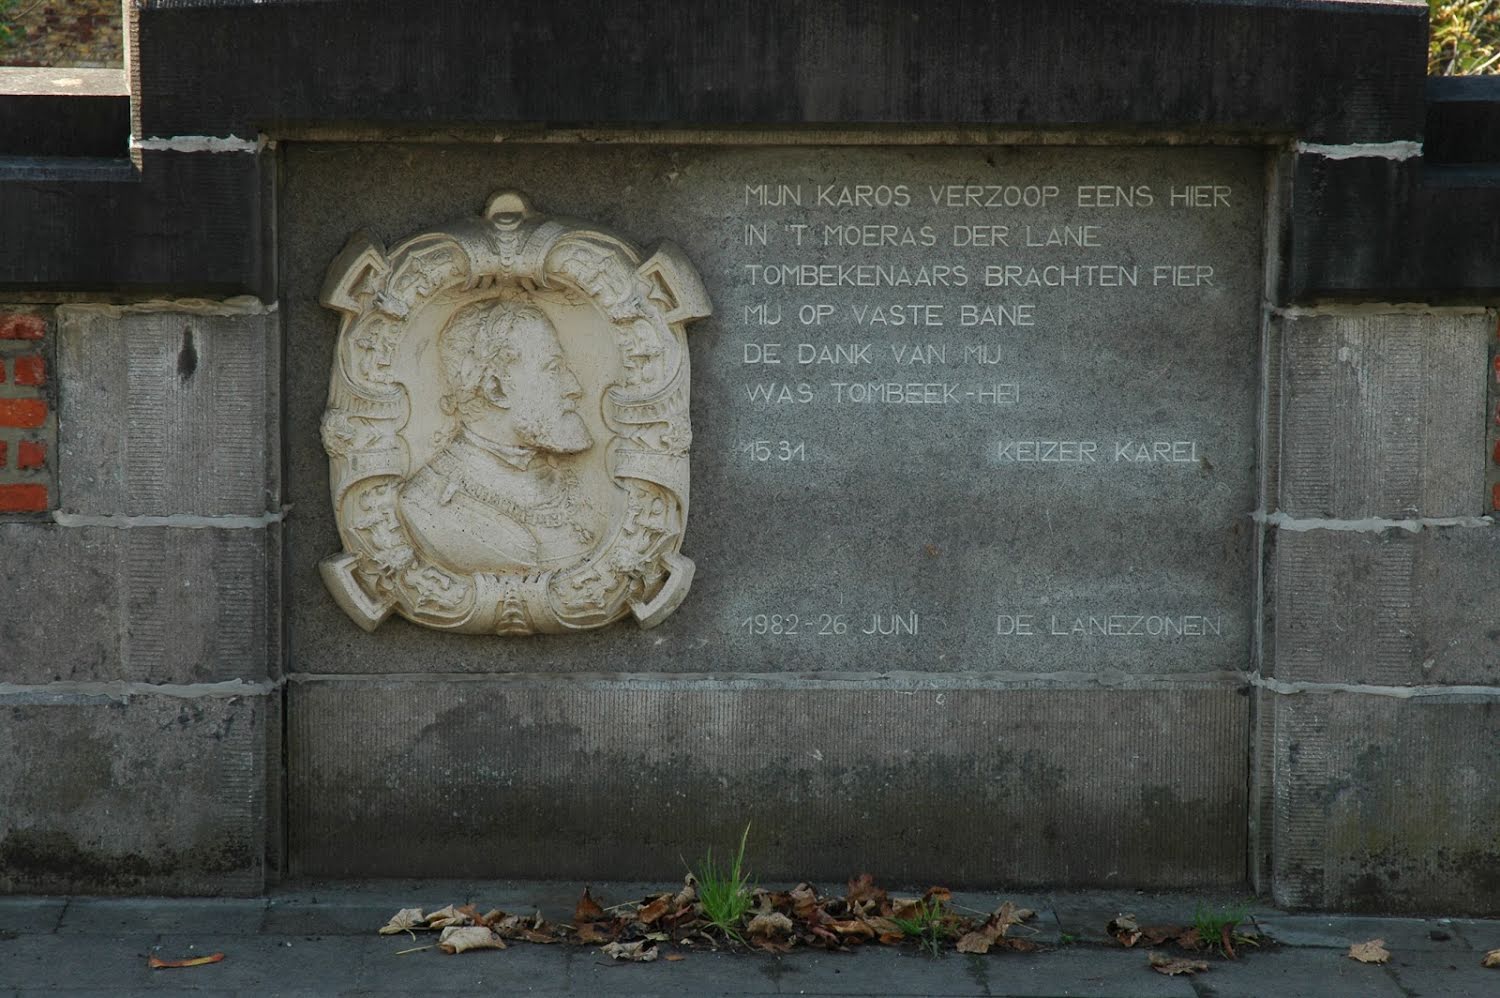 MIJN KAROS VERZOOP EENS HIER
IN 'T MOERAS DER LANE
TOMBEKENAARS BRACHTEN FIER
MIJ OP VASTE BANE
DE DANK VAN MIJ
WAS TOMBEEK-HEI
1531 KEIZER KAREL
1982-26 JUNI DE LANEZONEN